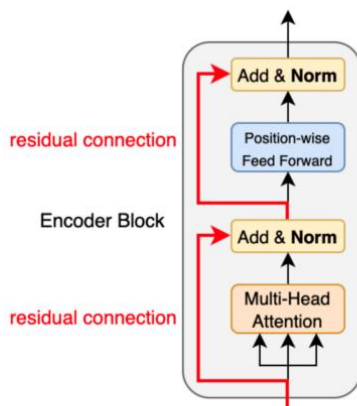 Add & Norm
residual connection
Position-wise
Feed Forward
Encoder Block
Add & Norm
Multi-Head
Attention
residual connection